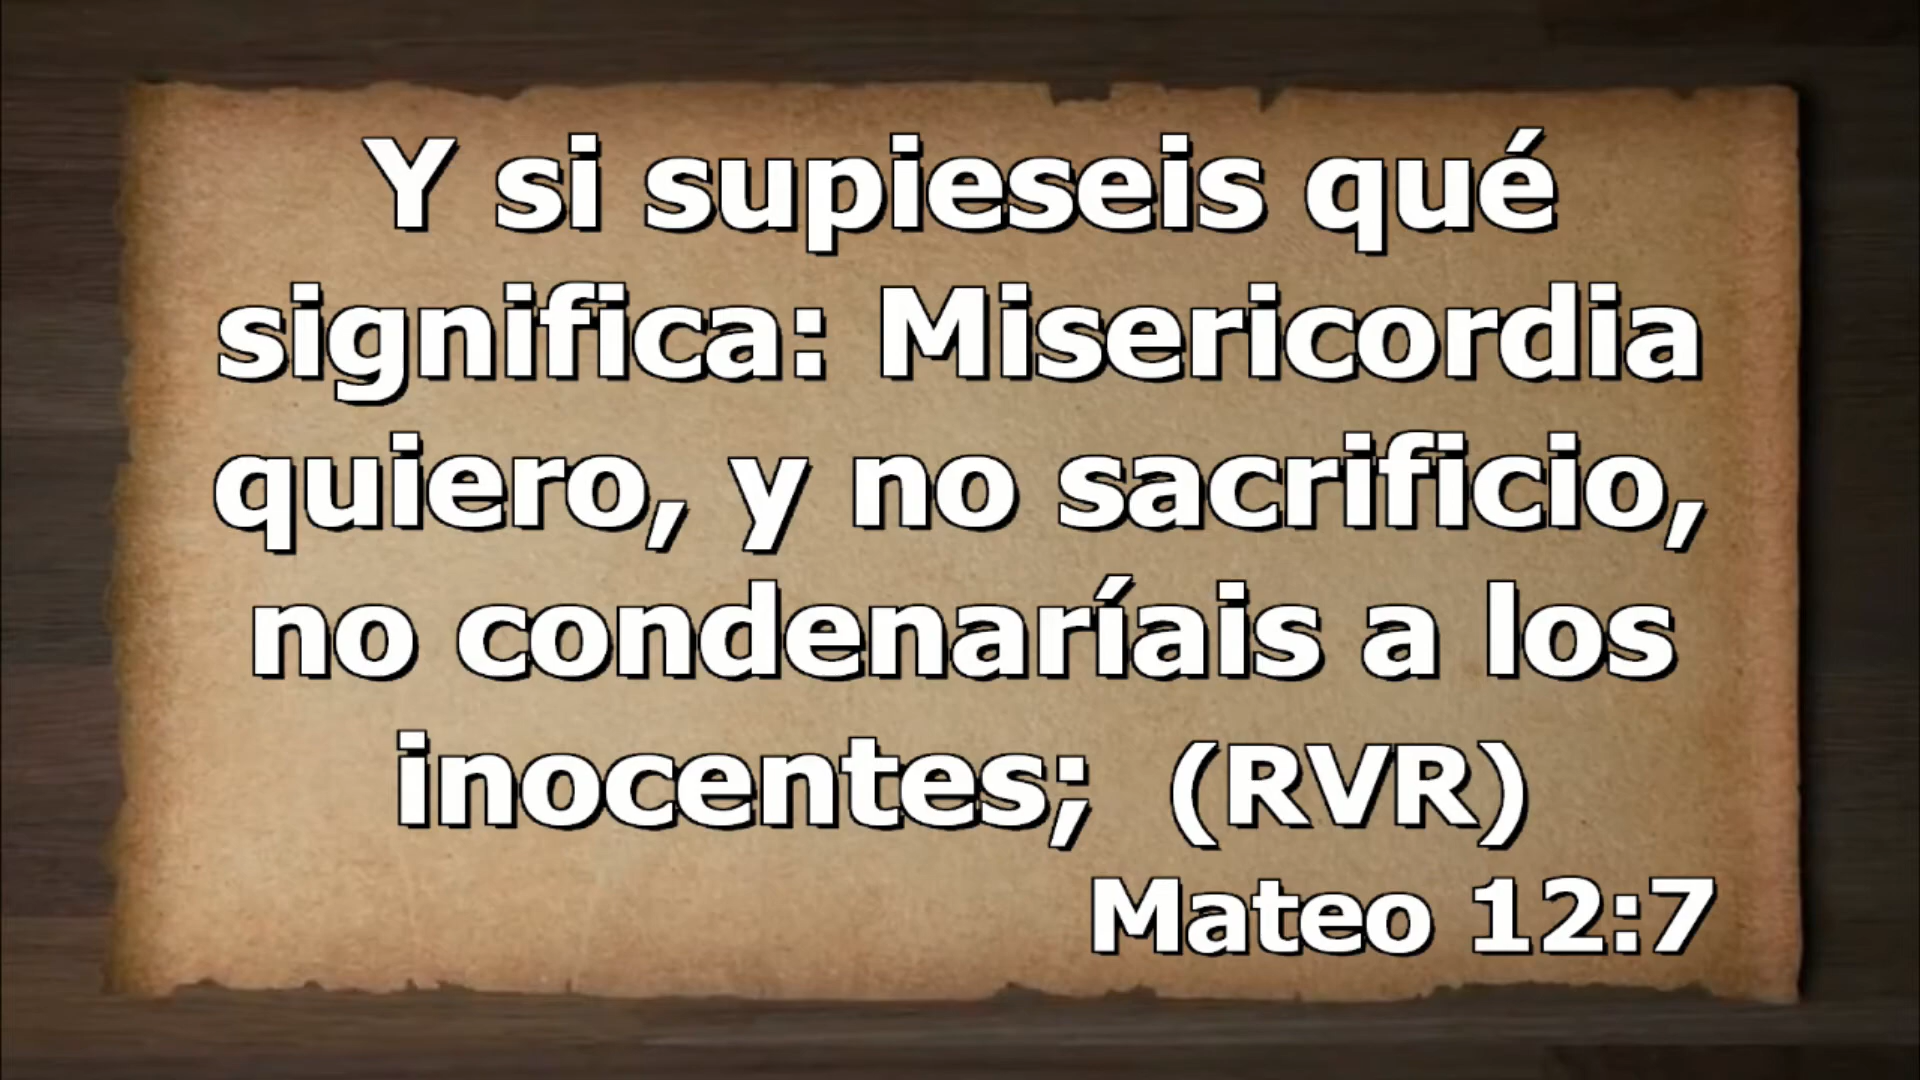 Y si supieseis qué
significa: Misericordia
quiero, y no sacrificio,
no condenaríais a los
inocentes; (RVR)
Mateo 12:7